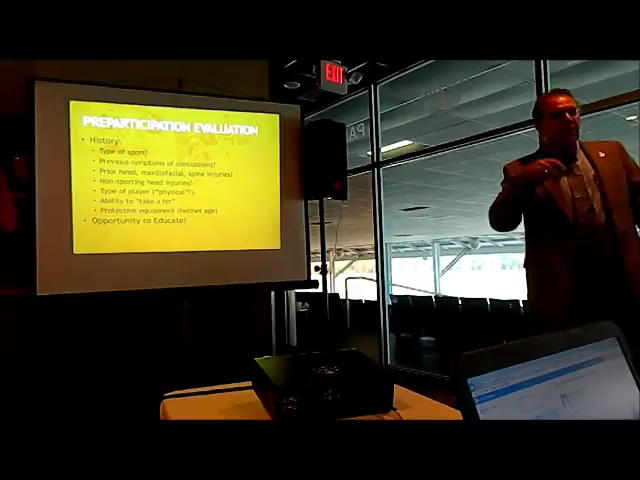 EXIT
PA
PREPARTICIPATION EVALUATION
• History:
• Type of sport?
• Previous symptoms of concussions?
• Prior head, maxillofacial, spine injuries?
• Non-sporting head injuries?
• Type of player ("physical"?)
• Ability to "take a hit"
• Protective equipment (helmet age)
• Opportunity to Educate!